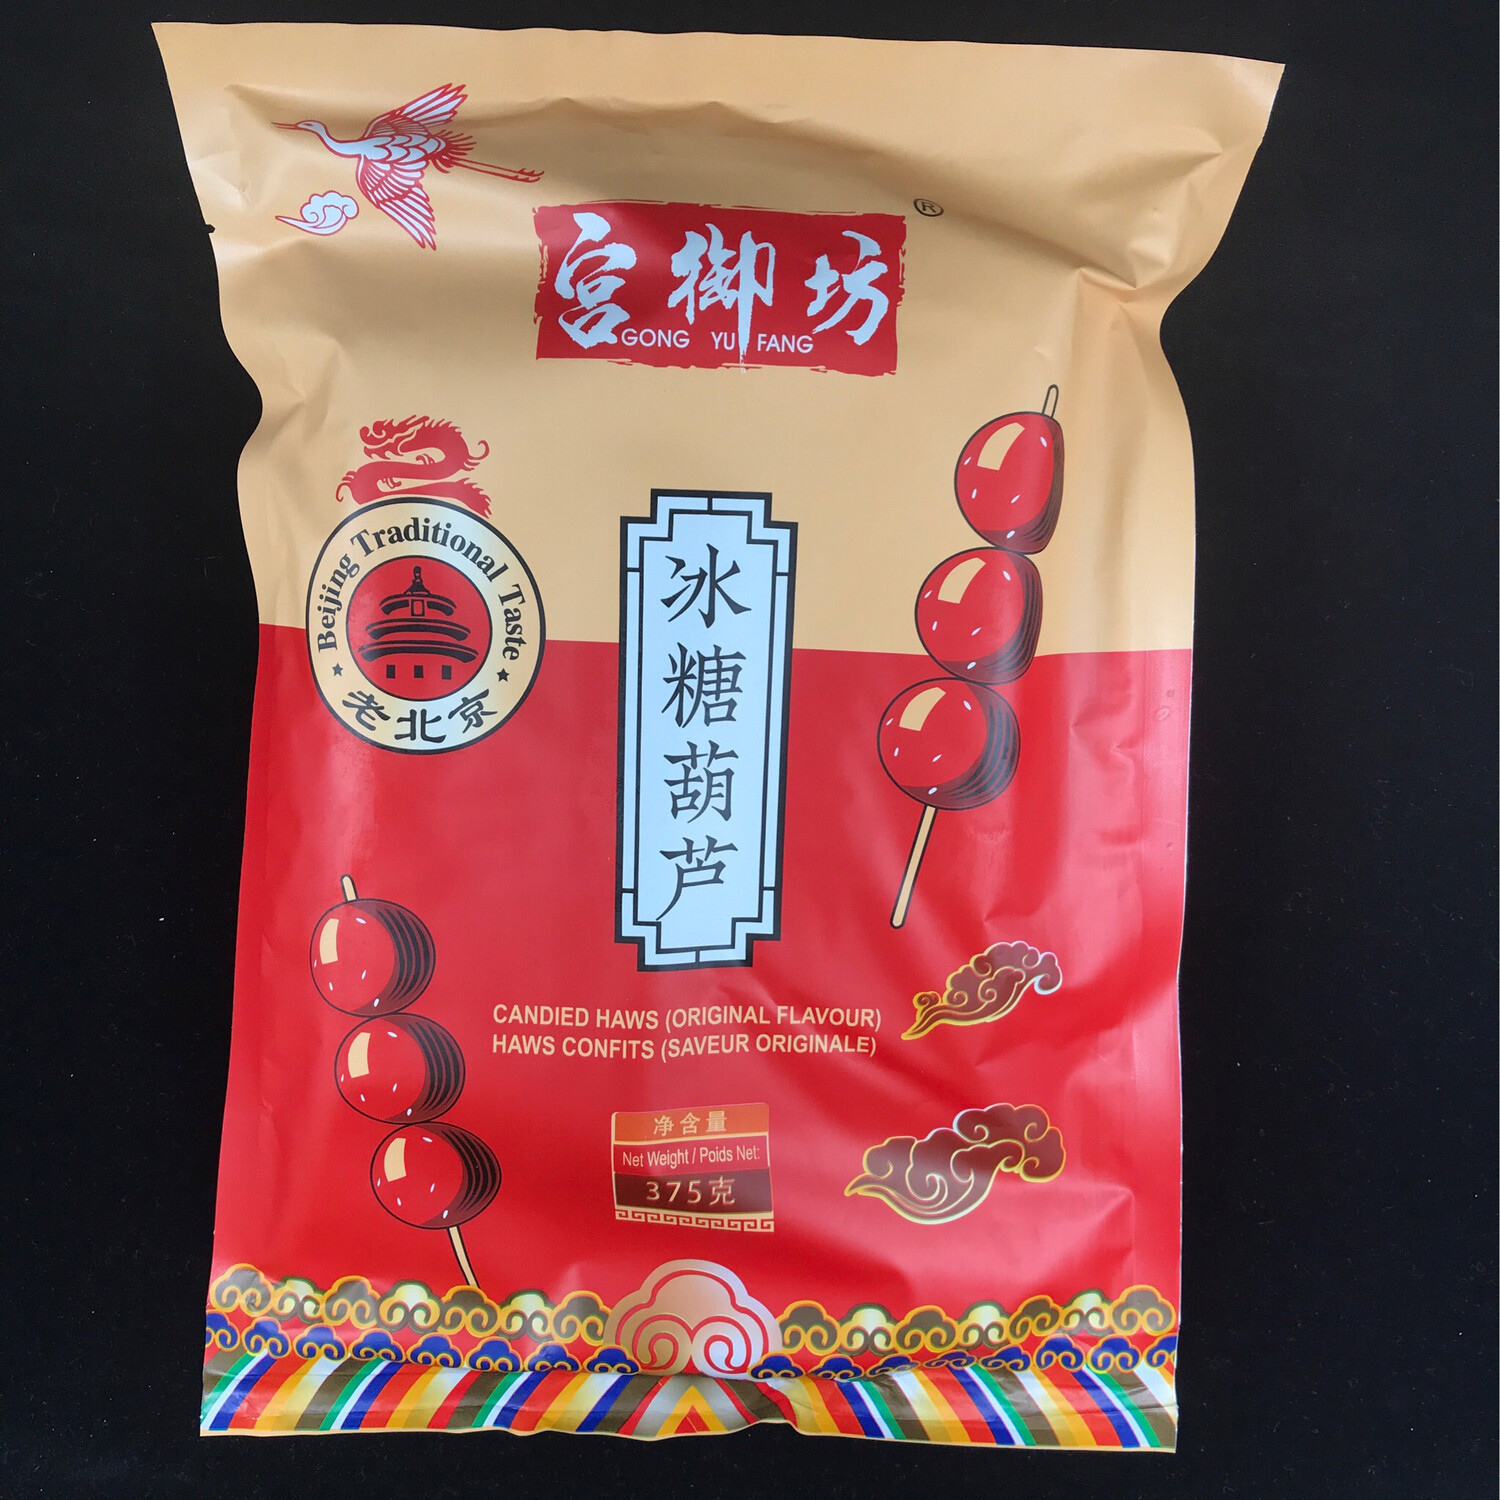 ®
宫御坊
GONG YU FANG
Beijing Traditional Taste
老北京
冰糖葫芦
CANDIED HAWS (ORIGINAL FLAVOUR)
HAWS CONFITS (SAVEUR ORIGINALE)
净含量
Net Weight / Poids Net:
375克